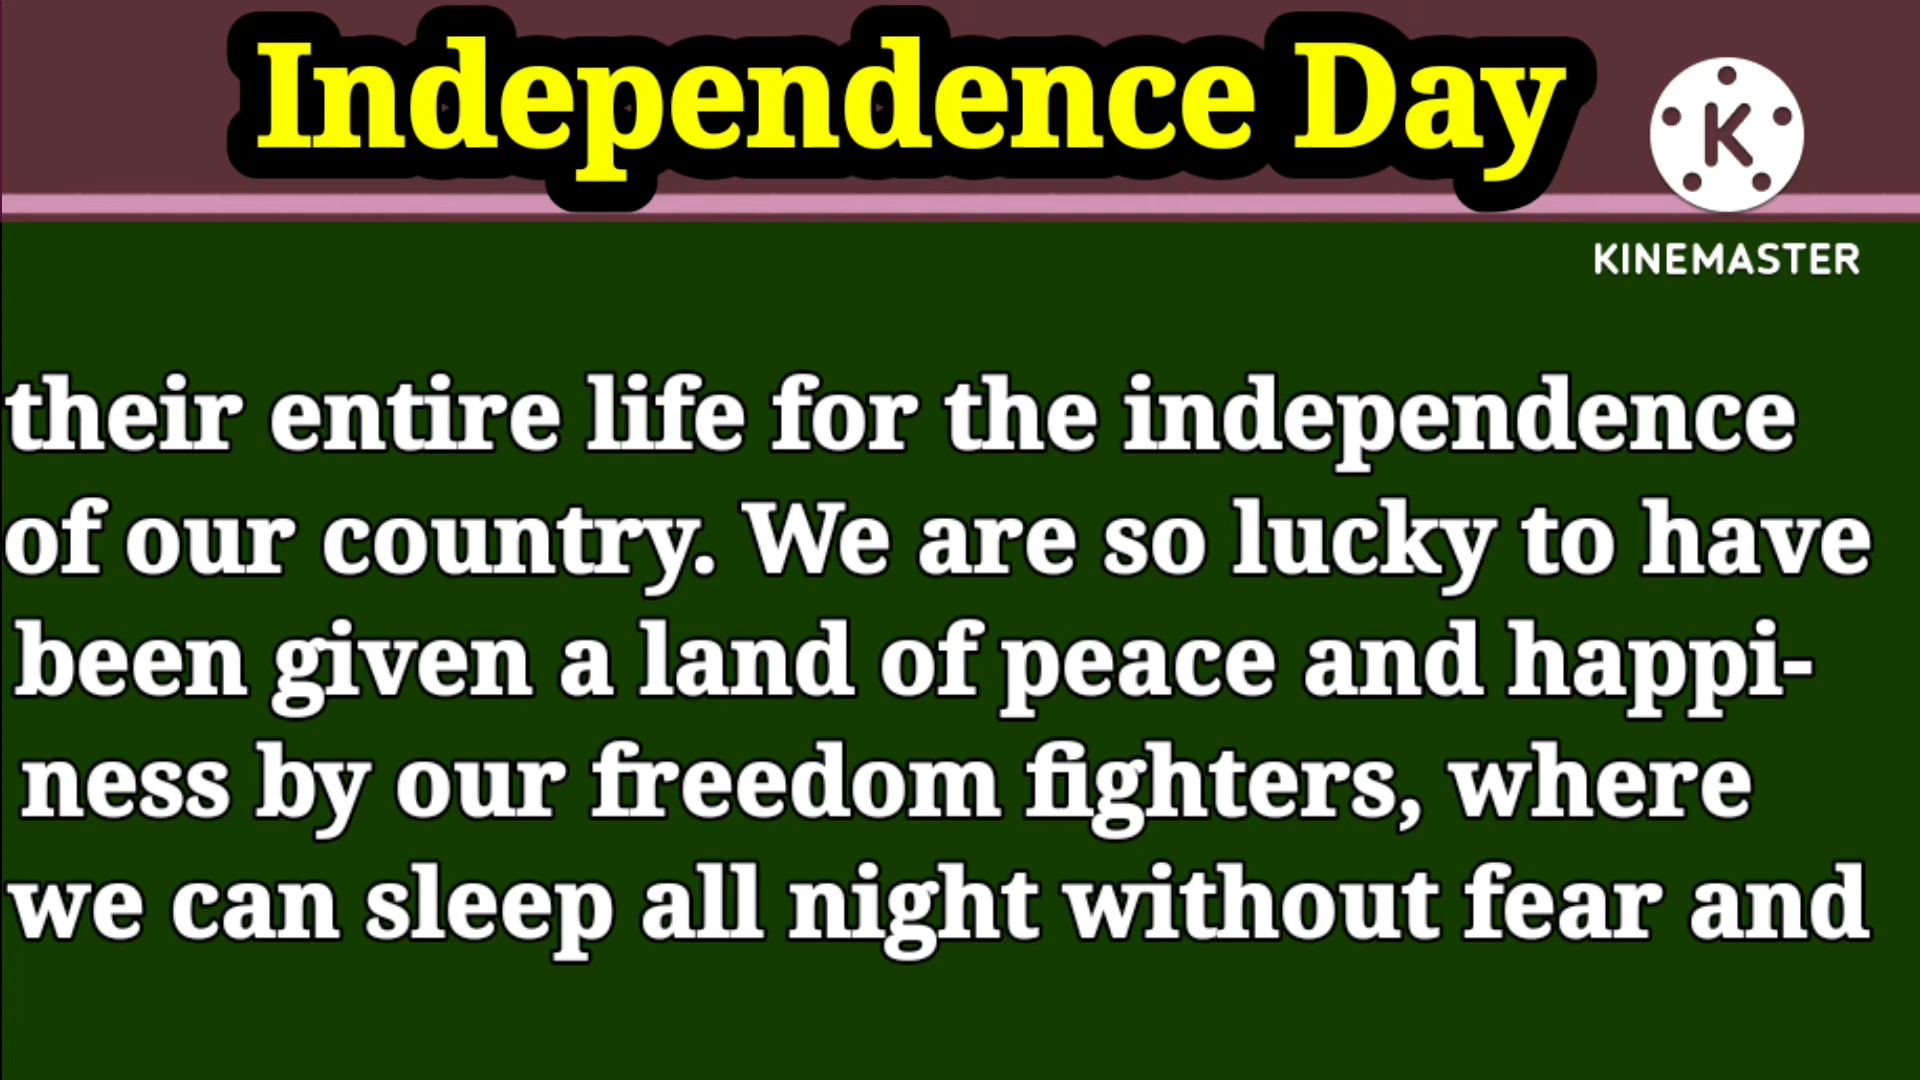 Independence Day
K
KINEMASTER
their entire life for the independence
of our country. We are so lucky to have
been given a land of peace and happi-
ness by our freedom fighters, where
we can sleep all night without fear and